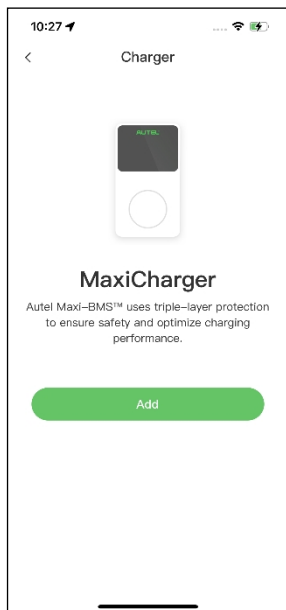 10:27
Charger
AUTEL
MaxiCharger
Autel Maxi-BMS™ uses triple-layer protection
to ensure safety and optimize charging
performance.
Add